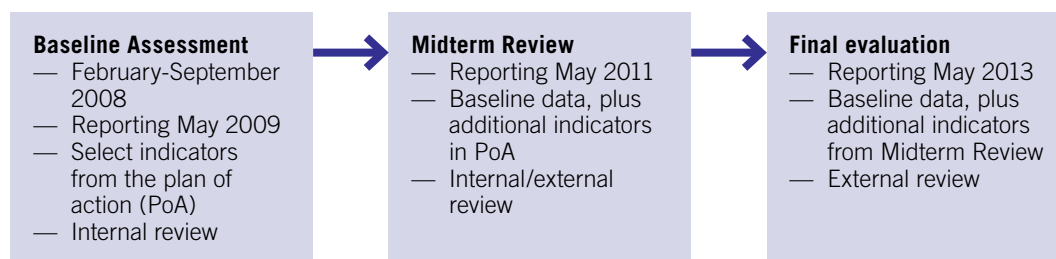 Baseline Assessment
— February-September
2008
— Reporting May 2009
— Select indicators
from the plan of
action (PoA)
— Internal review
Midterm Review
— Reporting May 2011
— Baseline data, plus
additional indicators
in PoA
— Internal/external
review
Final evaluation
— Reporting May 2013
— Baseline data, plus
additional indicators
from Midterm Review
— External review